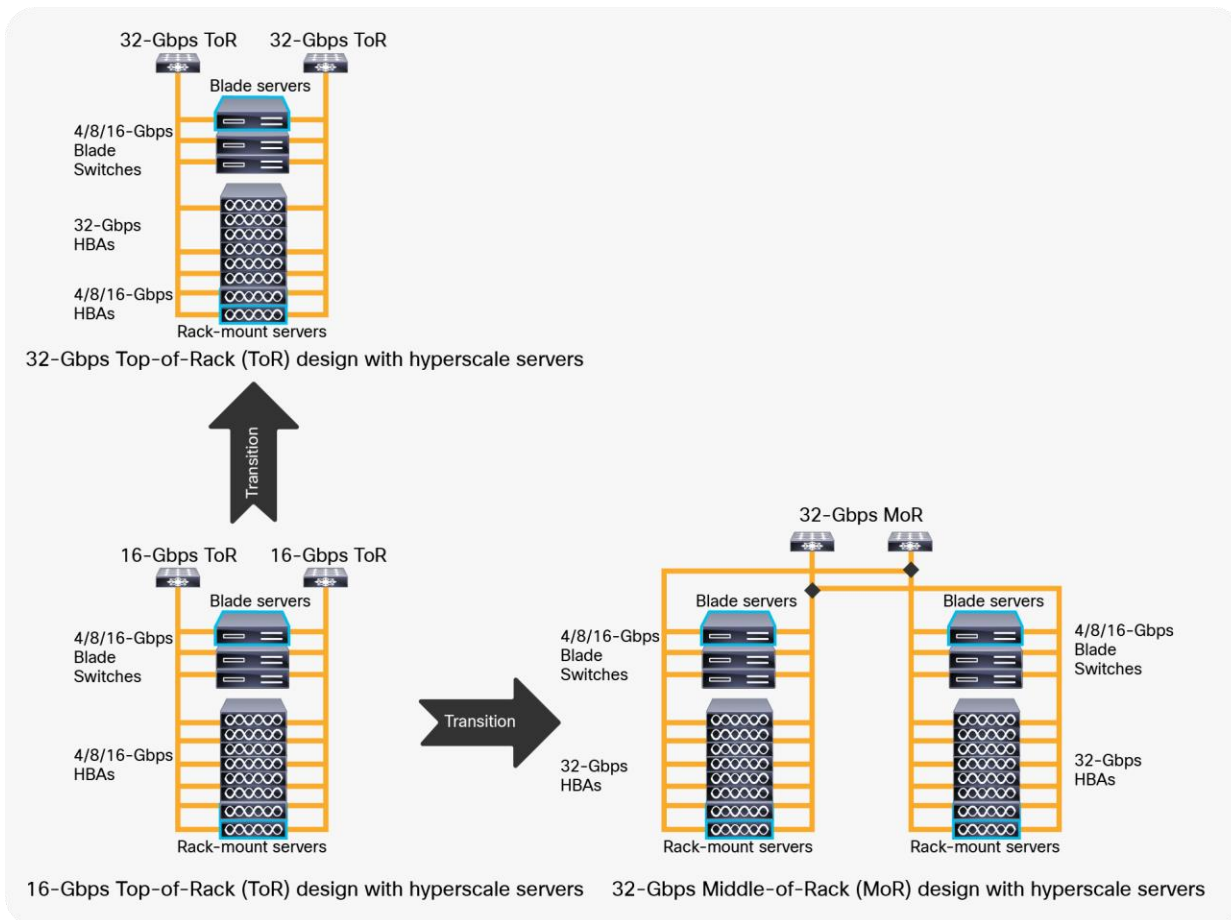 32-Gbps ToR
32-Gbps ToR
Blade servers
4/8/16-Gbps
Blade
Switches
32-Gbps
HBAs
4/8/16-Gbps
HBAs
Rack-mount servers
32-Gbps Top-of-Rack (ToR) design with hyperscale servers
Transition
16-Gbps ToR
16-Gbps ToR
Blade servers
4/8/16-Gbps
Blade
Switches
4/8/16-Gbps
HBAs
Rack-mount servers
16-Gbps Top-of-Rack (ToR) design with hyperscale servers
Transition
32-Gbps MoR
Blade servers
4/8/16-Gbps
Blade
Switches
32-Gbps
HBAs
Rack-mount servers
Blade servers
4/8/16-Gbps
Blade
Switches
32-Gbps
HBAs
Rack-mount servers
32-Gbps Middle-of-Rack (MoR) design with hyperscale servers